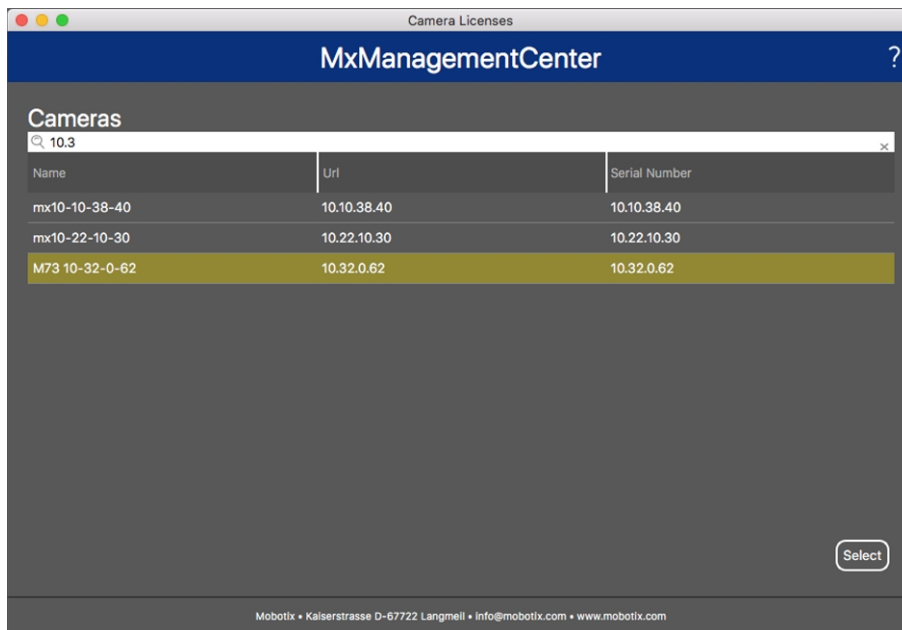 Camera Licenses
MxManagementCenter ?
Cameras
10.3 ×
Name Url Serial Number
mx10-10-38-40 10.10.38.40 10.10.38.40
mx10-22-10-30 10.22.10.30 10.22.10.30
M73 10-32-0-62 10.32.0.62 10.32.0.62
Select
Mobotix • Kaiserstrasse D-67722 Langmeil • info@mobotix.com • www.mobotix.com